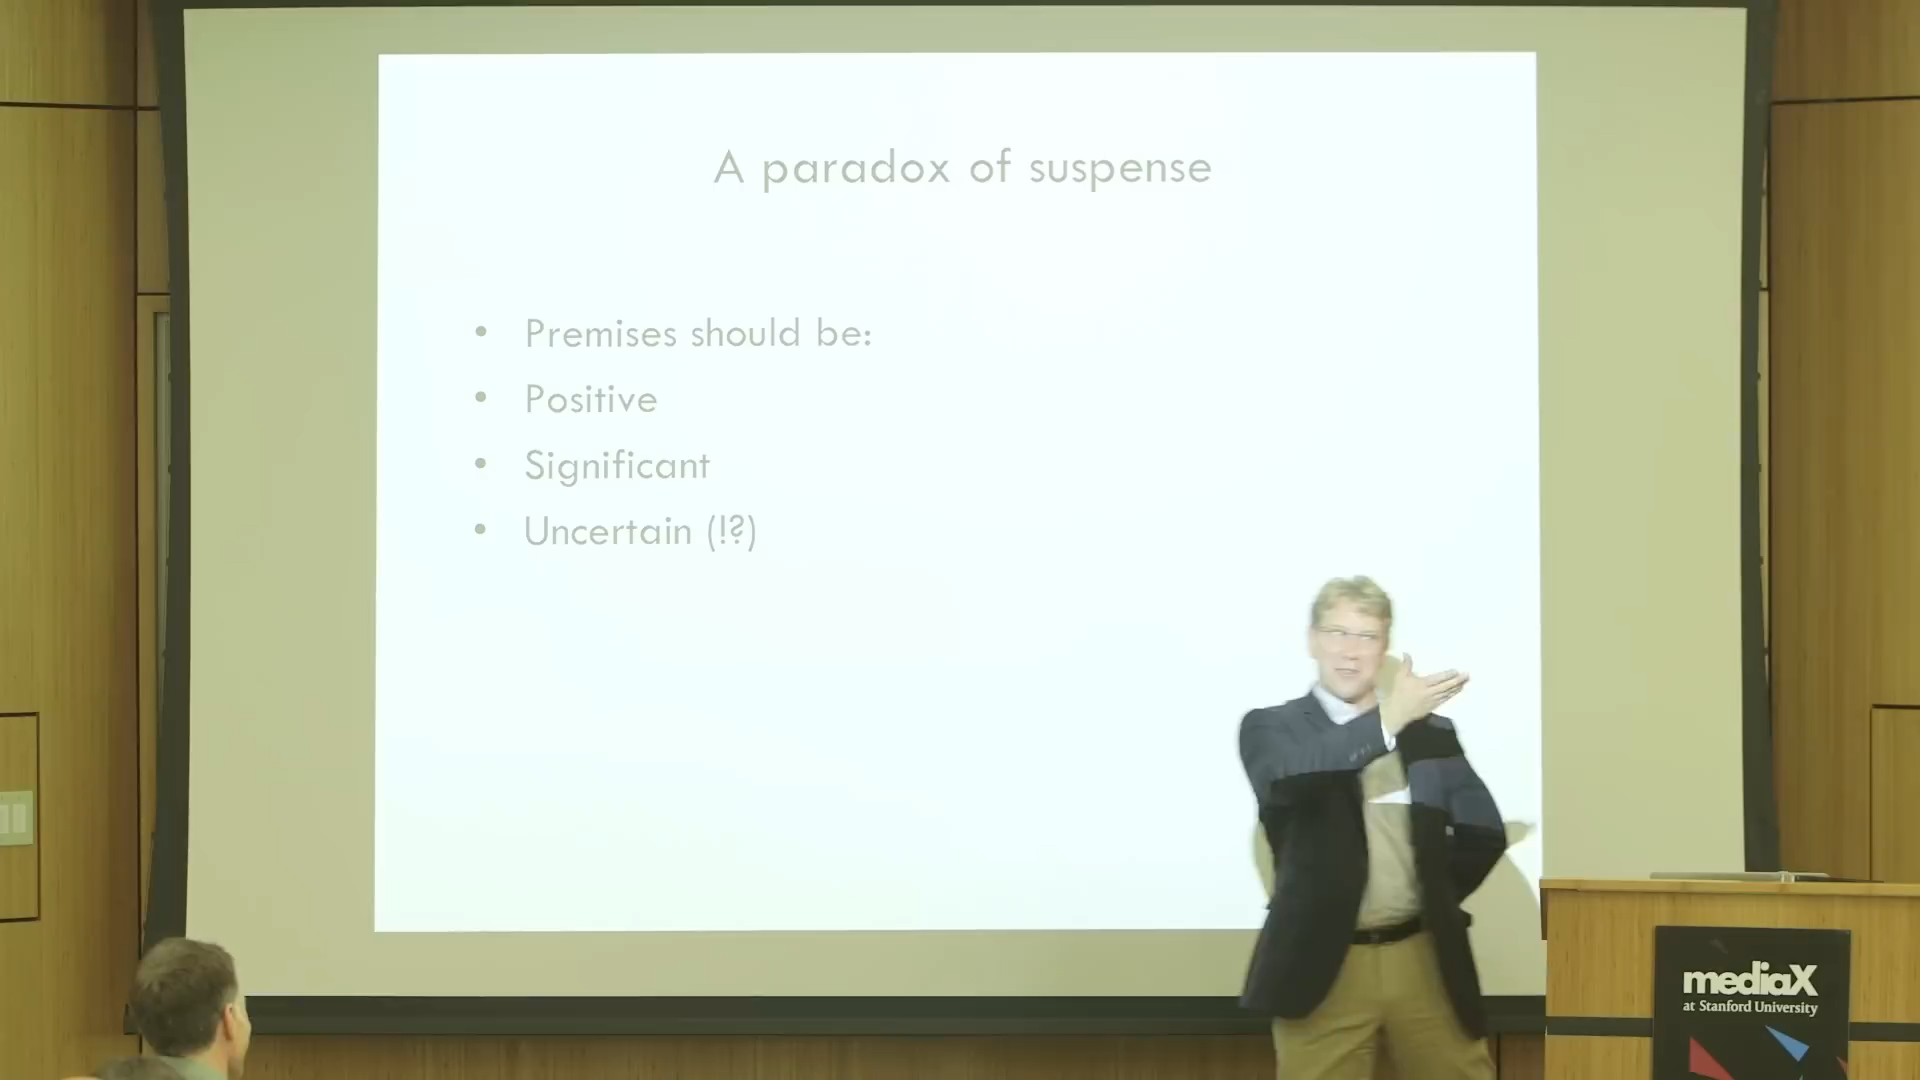 A paradox of suspense
• Premises should be:
• Positive
• Significant
• Uncertain (!?)
mediaX
at Stanford University